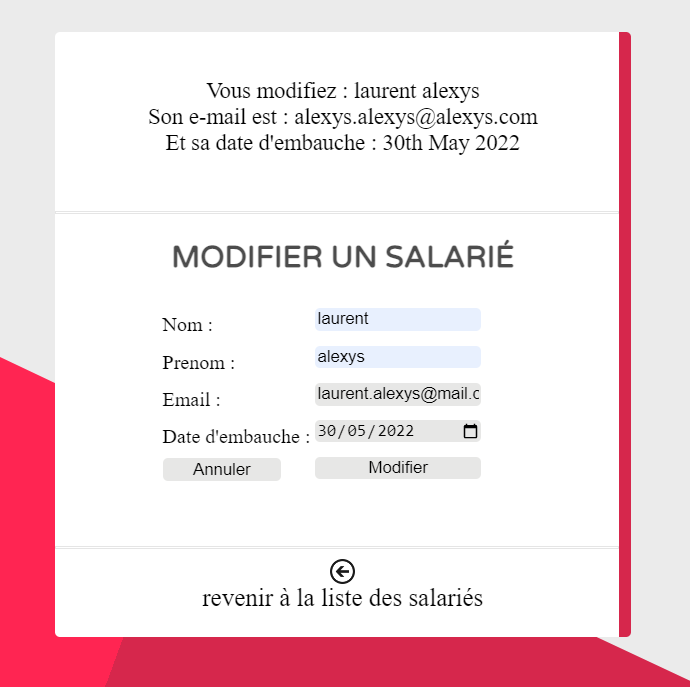 Vous modifiez : laurent alexys
Son e-mail est : alexys.alexys@alexys.com
Et sa date d'embauche : 30th May 2022
MODIFIER UN SALARIÉ
Nom : laurent
Prenom : alexys
Email : laurent.alexys@mail.c
Date d'embauche : 30/05/2022
Annuler Modifier
revenir à la liste des salariés